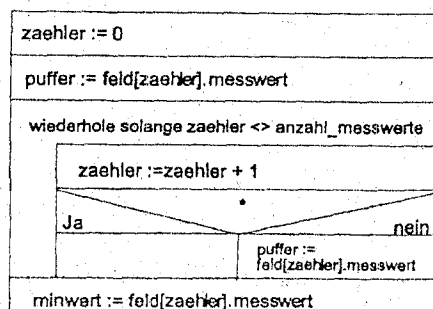 zaehler := 0
puffer := feld[zaehler].messwert
wiederhole solange zaehler <> anzahl_messwerte
zaehler :=zaehler + 1
*
Ja
nein
puffer :=
feld[zaehler].messwert
minwert := feld[zaehler].messwert